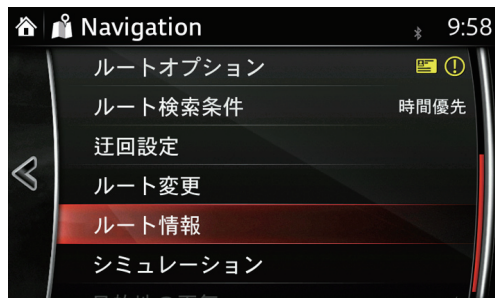 Navigation 9:58
ルートオプション
ルート検索条件 時間優先
迂回設定
ルート変更
ルート情報
シミュレーション